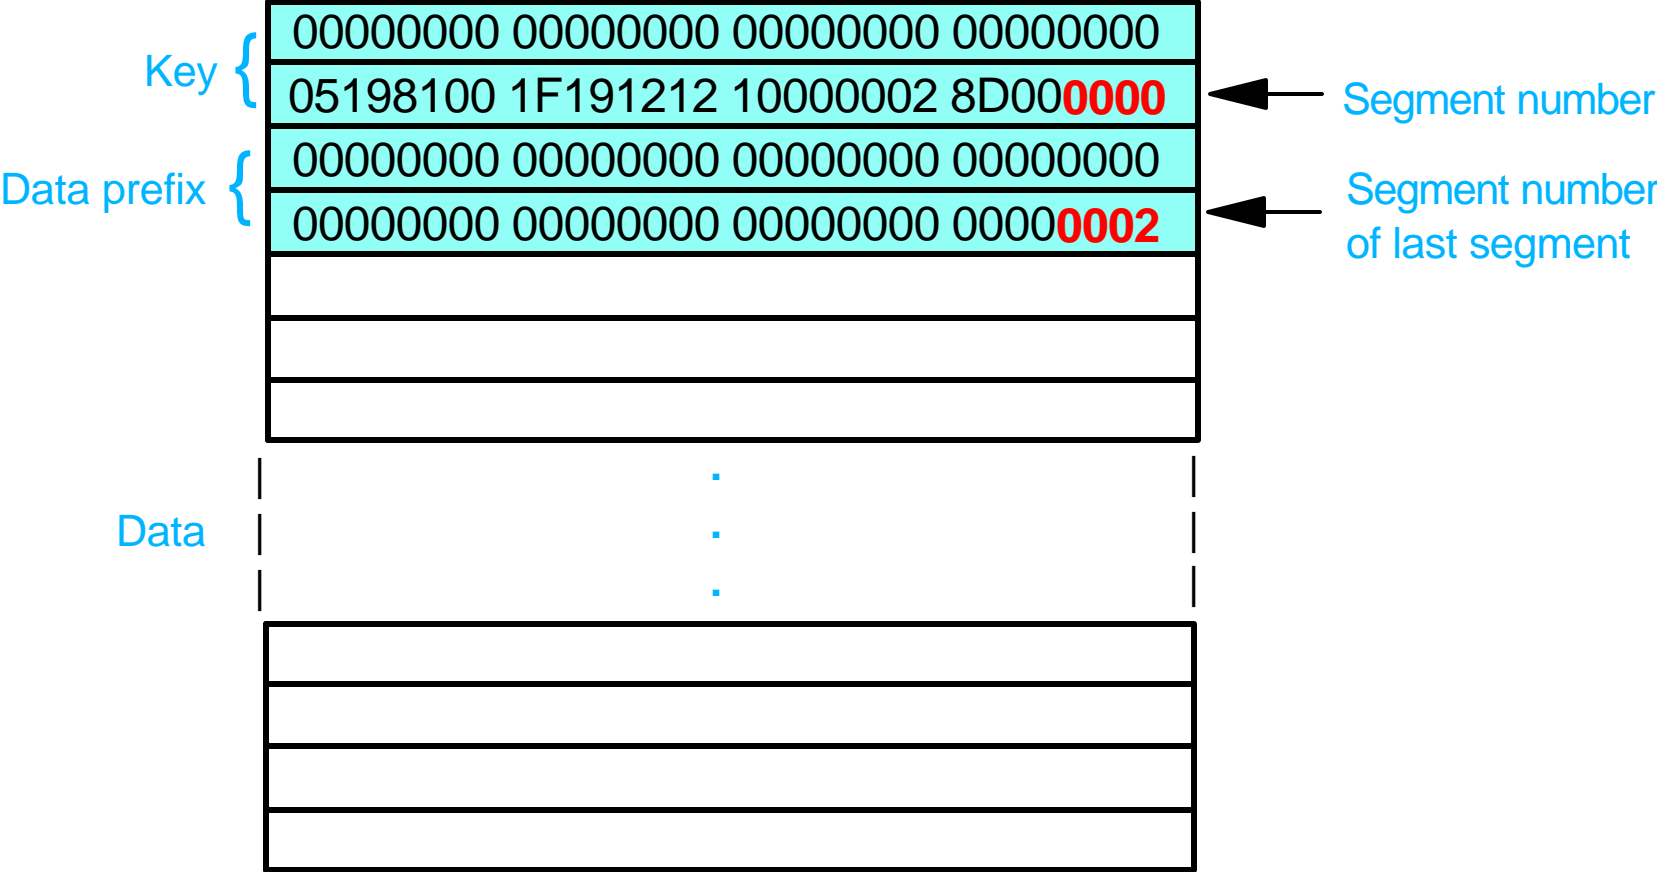 00000000 00000000 00000000 00000000
Key {
05198100 1F191212 10000002 8D000000
Segment number
00000000 00000000 00000000 00000000
Data prefix {
Segment number
of last segment
00000000 00000000 00000000 00000002
.
.
.
Data